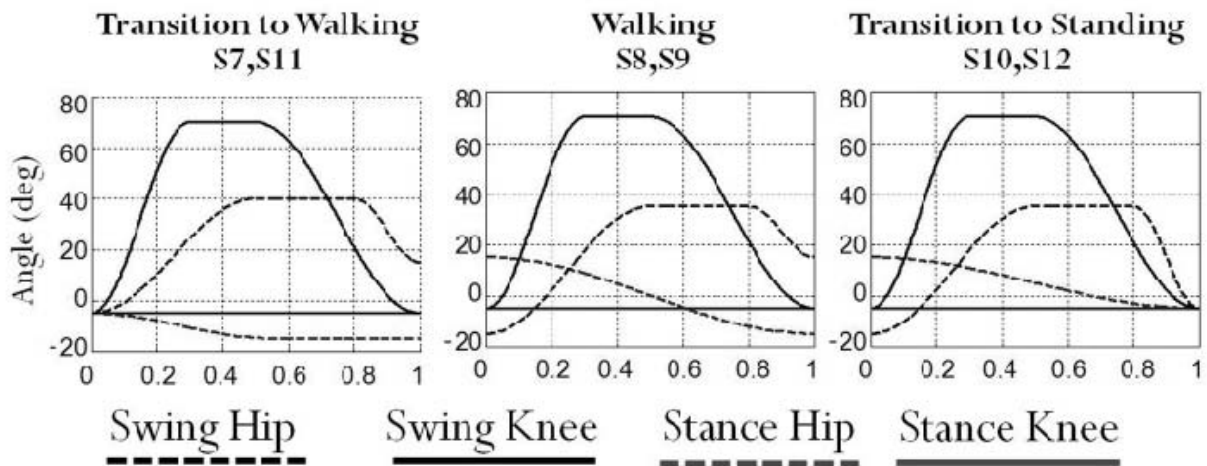 Transition to Walking
S7,S11
Walking
S8,S9
Transition to Standing
S10,S12
Angle (deg)
80
60
40
20
0
-20
0 0.2 0.4 0.6 0.8 1
80
60
40
20
0
-20
0 0.2 0.4 0.6 0.8 1
80
60
40
20
0
-20
0 0.2 0.4 0.6 0.8 1
Swing Hip Swing Knee Stance Hip Stance Knee